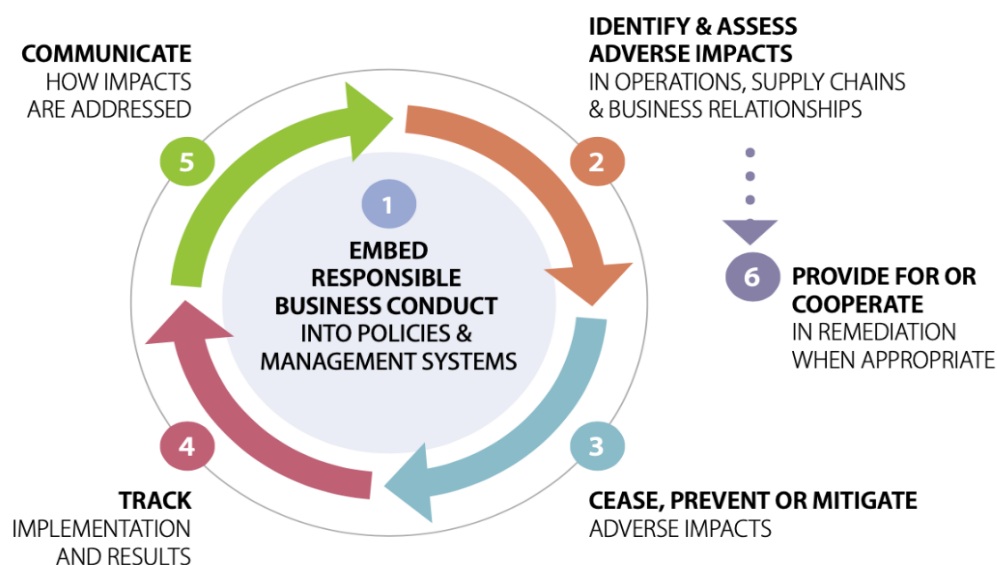 1
EMBED
RESPONSIBLE
BUSINESS CONDUCT
INTO POLICIES &
MANAGEMENT SYSTEMS
2
IDENTIFY & ASSESS
ADVERSE IMPACTS
IN OPERATIONS, SUPPLY CHAINS
& BUSINESS RELATIONSHIPS
3
CEASE, PREVENT OR MITIGATE
ADVERSE IMPACTS
4
TRACK
IMPLEMENTATION
AND RESULTS
5
COMMUNICATE
HOW IMPACTS
ARE ADDRESSED
6
PROVIDE FOR OR
COOPERATE
IN REMEDIATION
WHEN APPROPRIATE